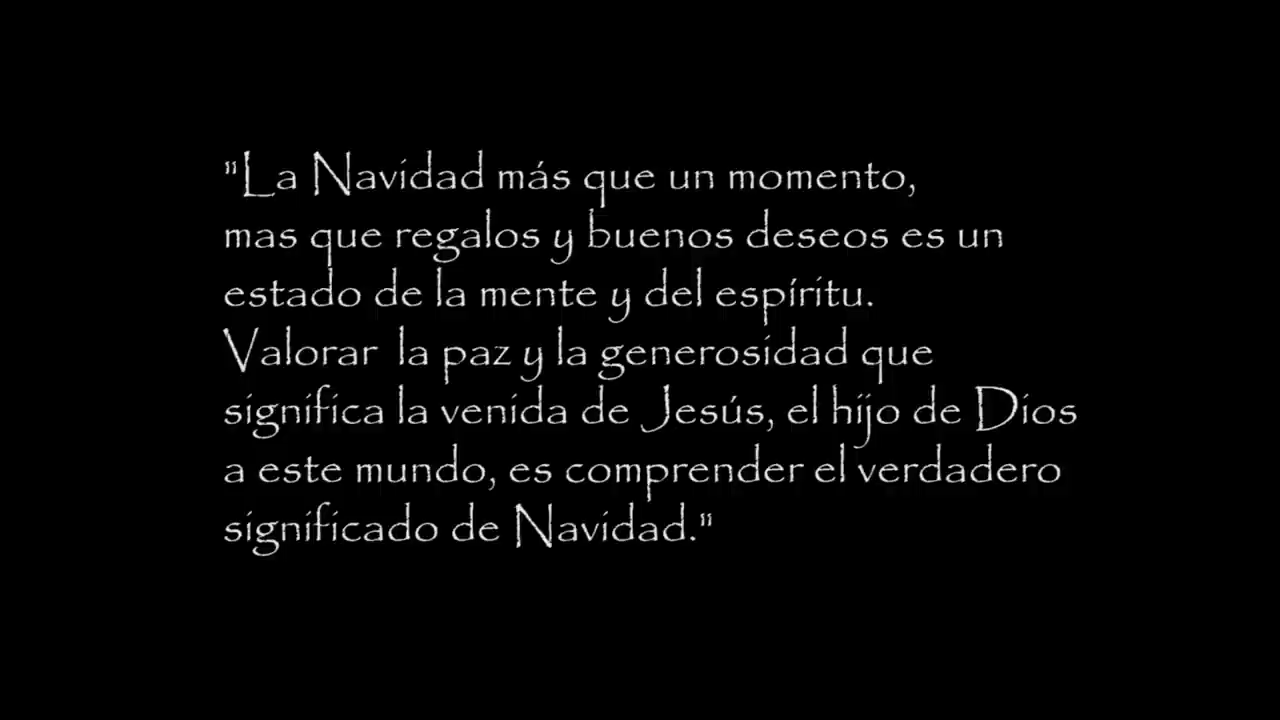 "La Navidad más que un momento,
mas que regalos y buenos deseos es un
estado de la mente y del espíritu.
Valorar la paz y la generosidad que
significa la venida de Jesús, el hijo de Dios
a este mundo, es comprender el verdadero
significado de Navidad."